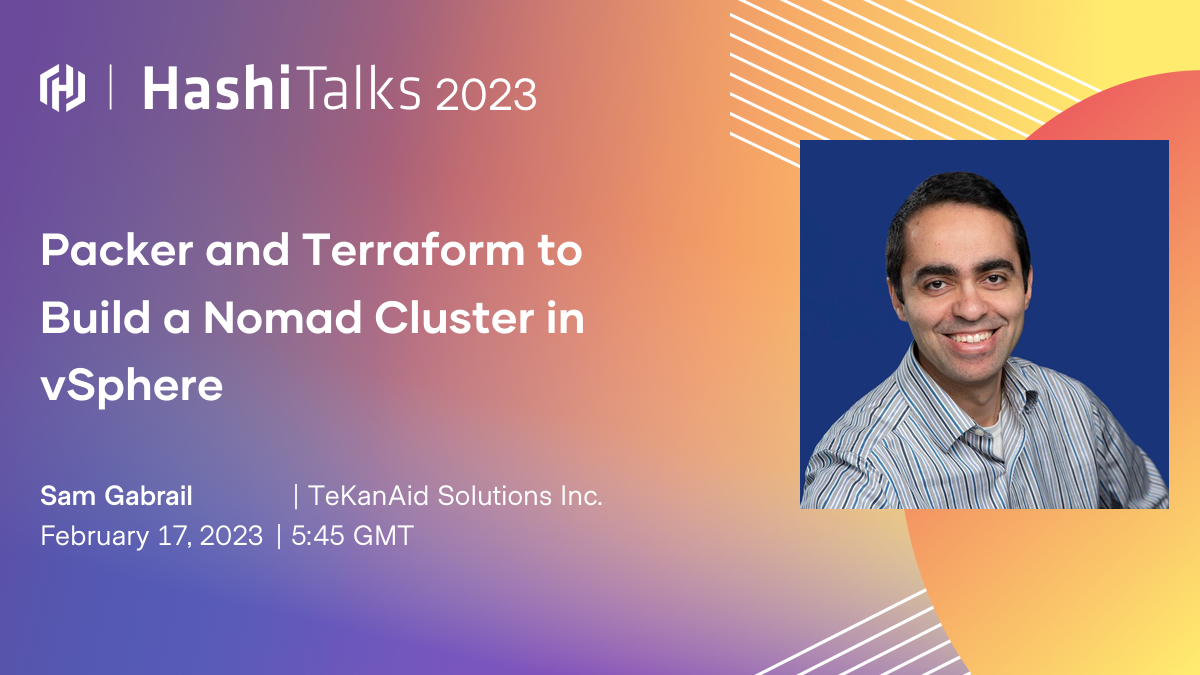 HashiTalks 2023
Packer and Terraform to
Build a Nomad Cluster in
vSphere
Sam Gabrail | TeKanAid Solutions Inc.
February 17, 2023 | 5:45 GMT